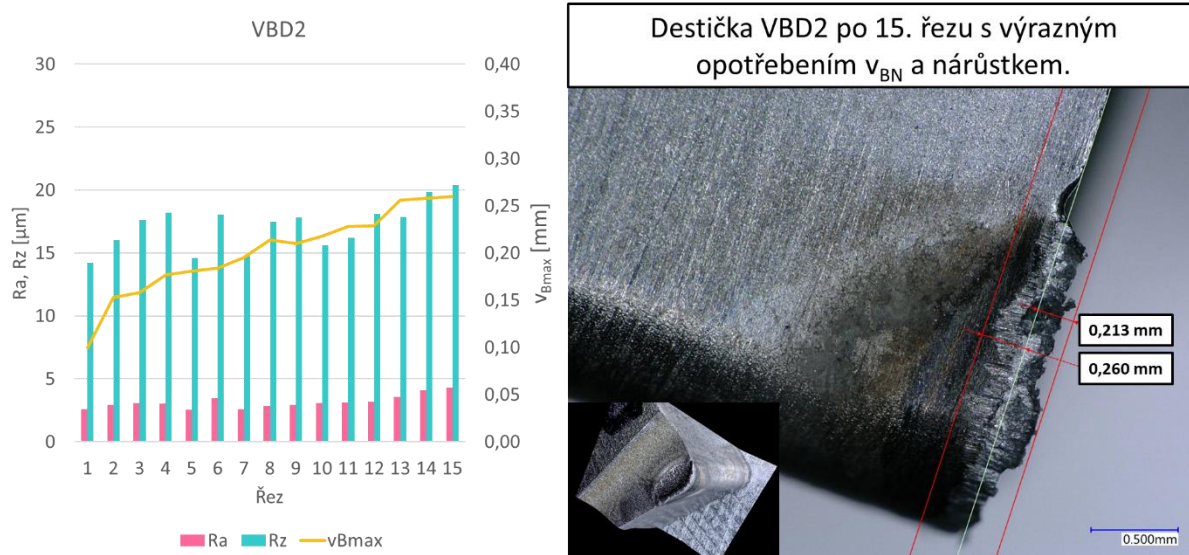 VBD2
30
25
20
15
10
5
0
Ra, Rz [µm]
0,40
0,35
0,30
0,25
0,20
0,15
0,10
0,05
0,00
vBmax [mm]
1 2 3 4 5 6 7 8 9 10 11 12 13 14 15
Řez
Ra Rz vBmax
Destička VBD2 po 15. řezu s výrazným
opotřebením vBN a nárůstkem.
0,213 mm
0,260 mm
0.500mm